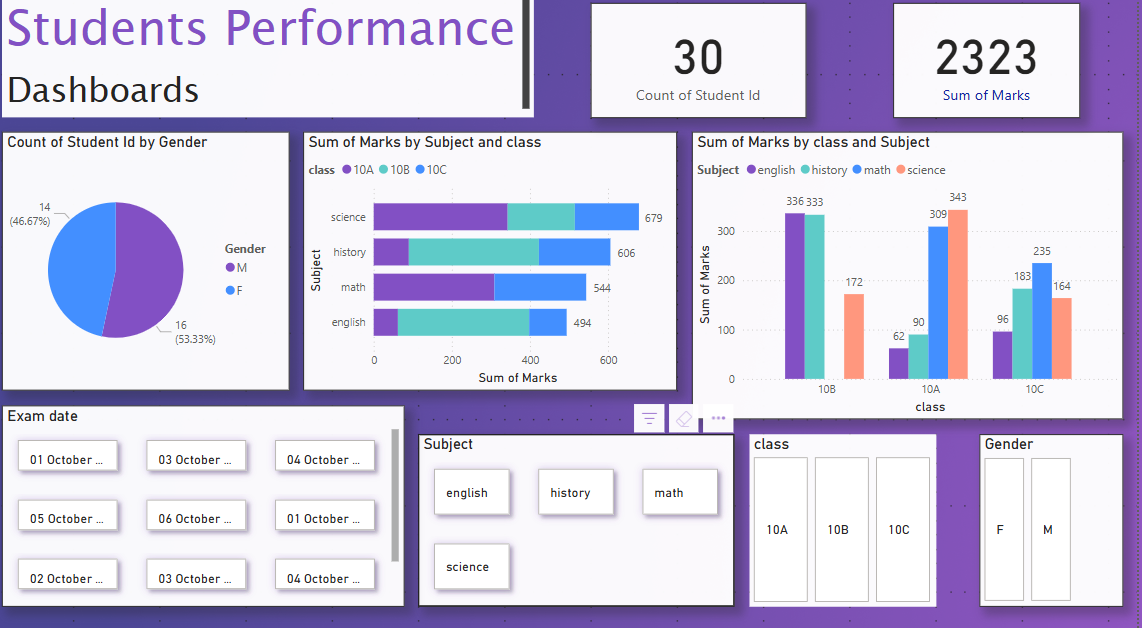 Students Performance
Dashboards
30
Count of Student Id
2323
Sum of Marks
Count of Student Id by Gender
14
(46.67%)
16
(53.33%)
Gender
M
F
Sum of Marks by Subject and class
class 10A 10B 10C
Subject
science 679
history 606
math 544
english 494
0 200 400 600
Sum of Marks
Sum of Marks by class and Subject
Subject english history math science
Sum of Marks
300
200
100
0
336 333 172
62 90 309 343
96 183 235 164
10B 10A 10C
class
Exam date
01 October ... 03 October ... 04 October ...
05 October ... 06 October ... 01 October ...
02 October ... 03 October ... 04 October ...
Subject
english history math
science
class
10A 10B 10C
Gender
F M